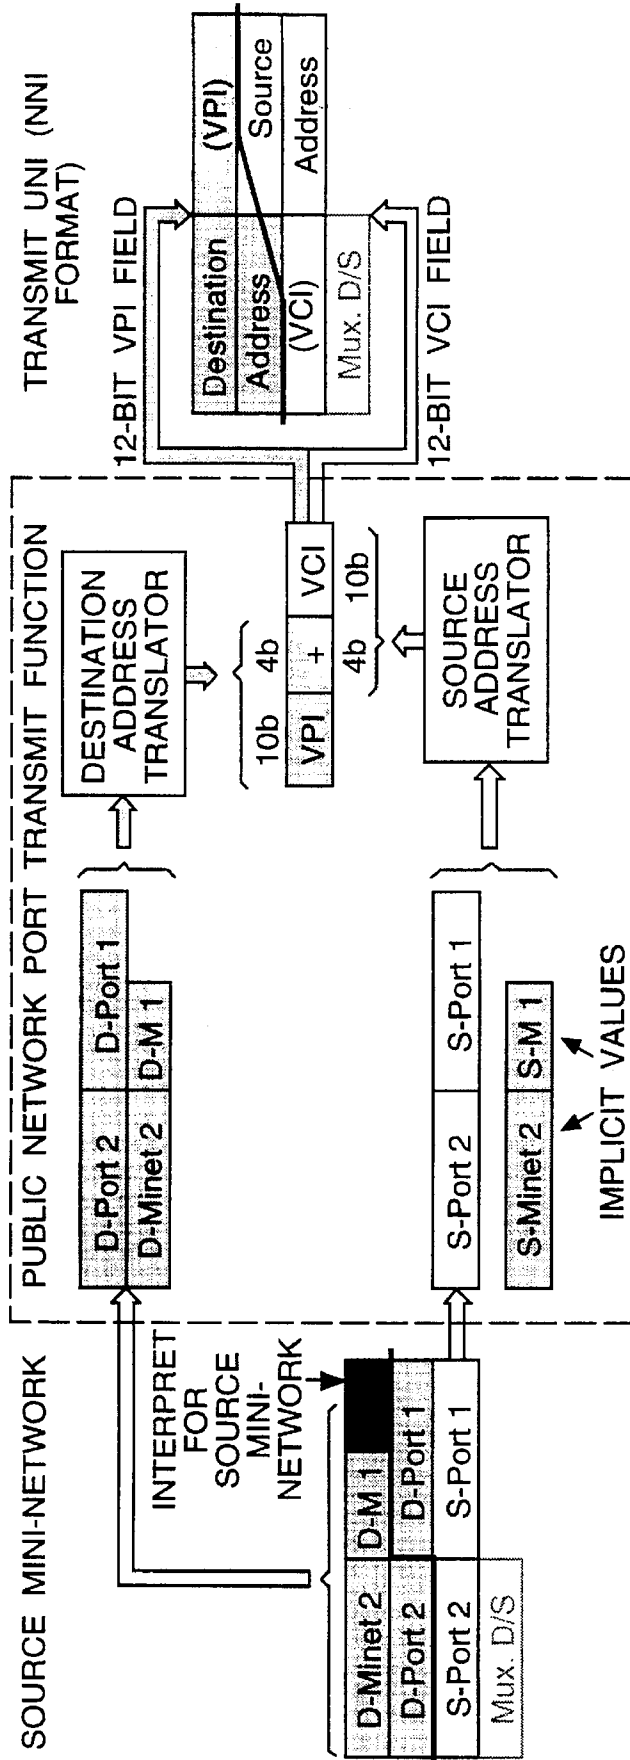 SOURCE MINI-NETWORK
INTERPRET
FOR
SOURCE
MINI-
NETWORK
D-Minet 2
D-M 1
D-Port 2
D-Port 1
S-Port 2
S-Port 1
Mux. D/S
PUBLIC NETWORK PORT TRANSMIT FUNCTION
D-Port 2
D-Port 1
D-Minet 2
D-M 1
S-Port 2
S-Port 1
S-Minet 2
S-M 1
IMPLICIT VALUES
DESTINATION
ADDRESS
TRANSLATOR
10b
4b
VPI
+
VCI
4b
10b
SOURCE
ADDRESS
TRANSLATOR
TRANSMIT UNI (NNI
FORMAT)
12-BIT VPI FIELD
Destination
(VPI)
Address
Source
(VCI)
Address
Mux. D/S
12-BIT VCI FIELD